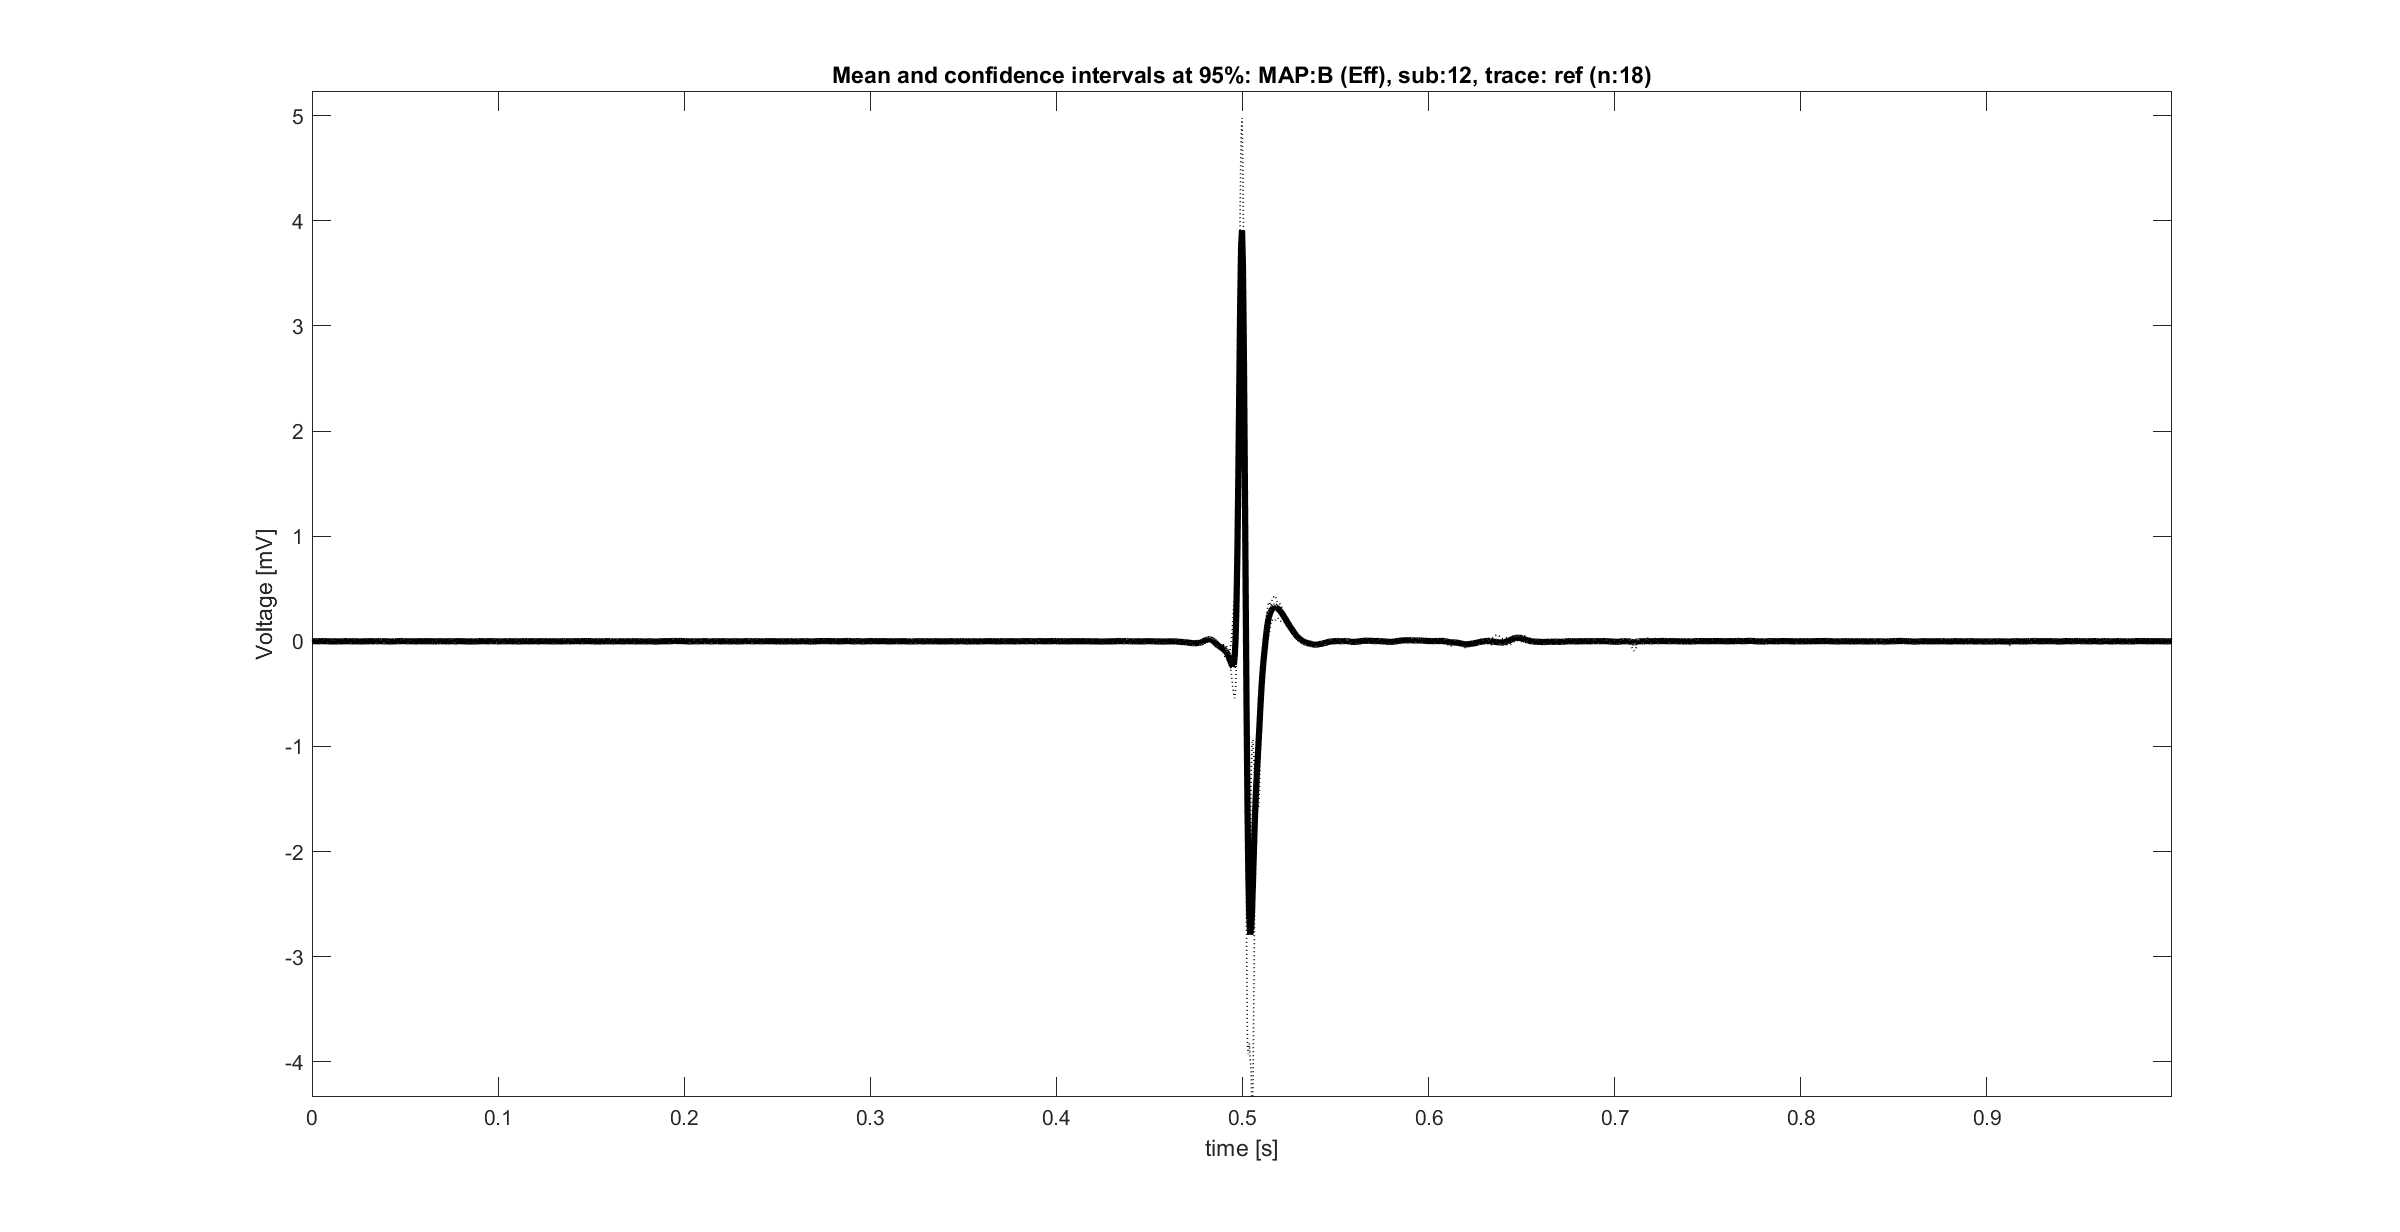 Mean and confidence intervals at 95%: MAP:B (Eff), sub:12, trace: ref (n:18)
5
4
3
2
1
0
-1
-2
-3
-4
Voltage [mV]
0 0.1 0.2 0.3 0.4 0.5 0.6 0.7 0.8 0.9
time [s]